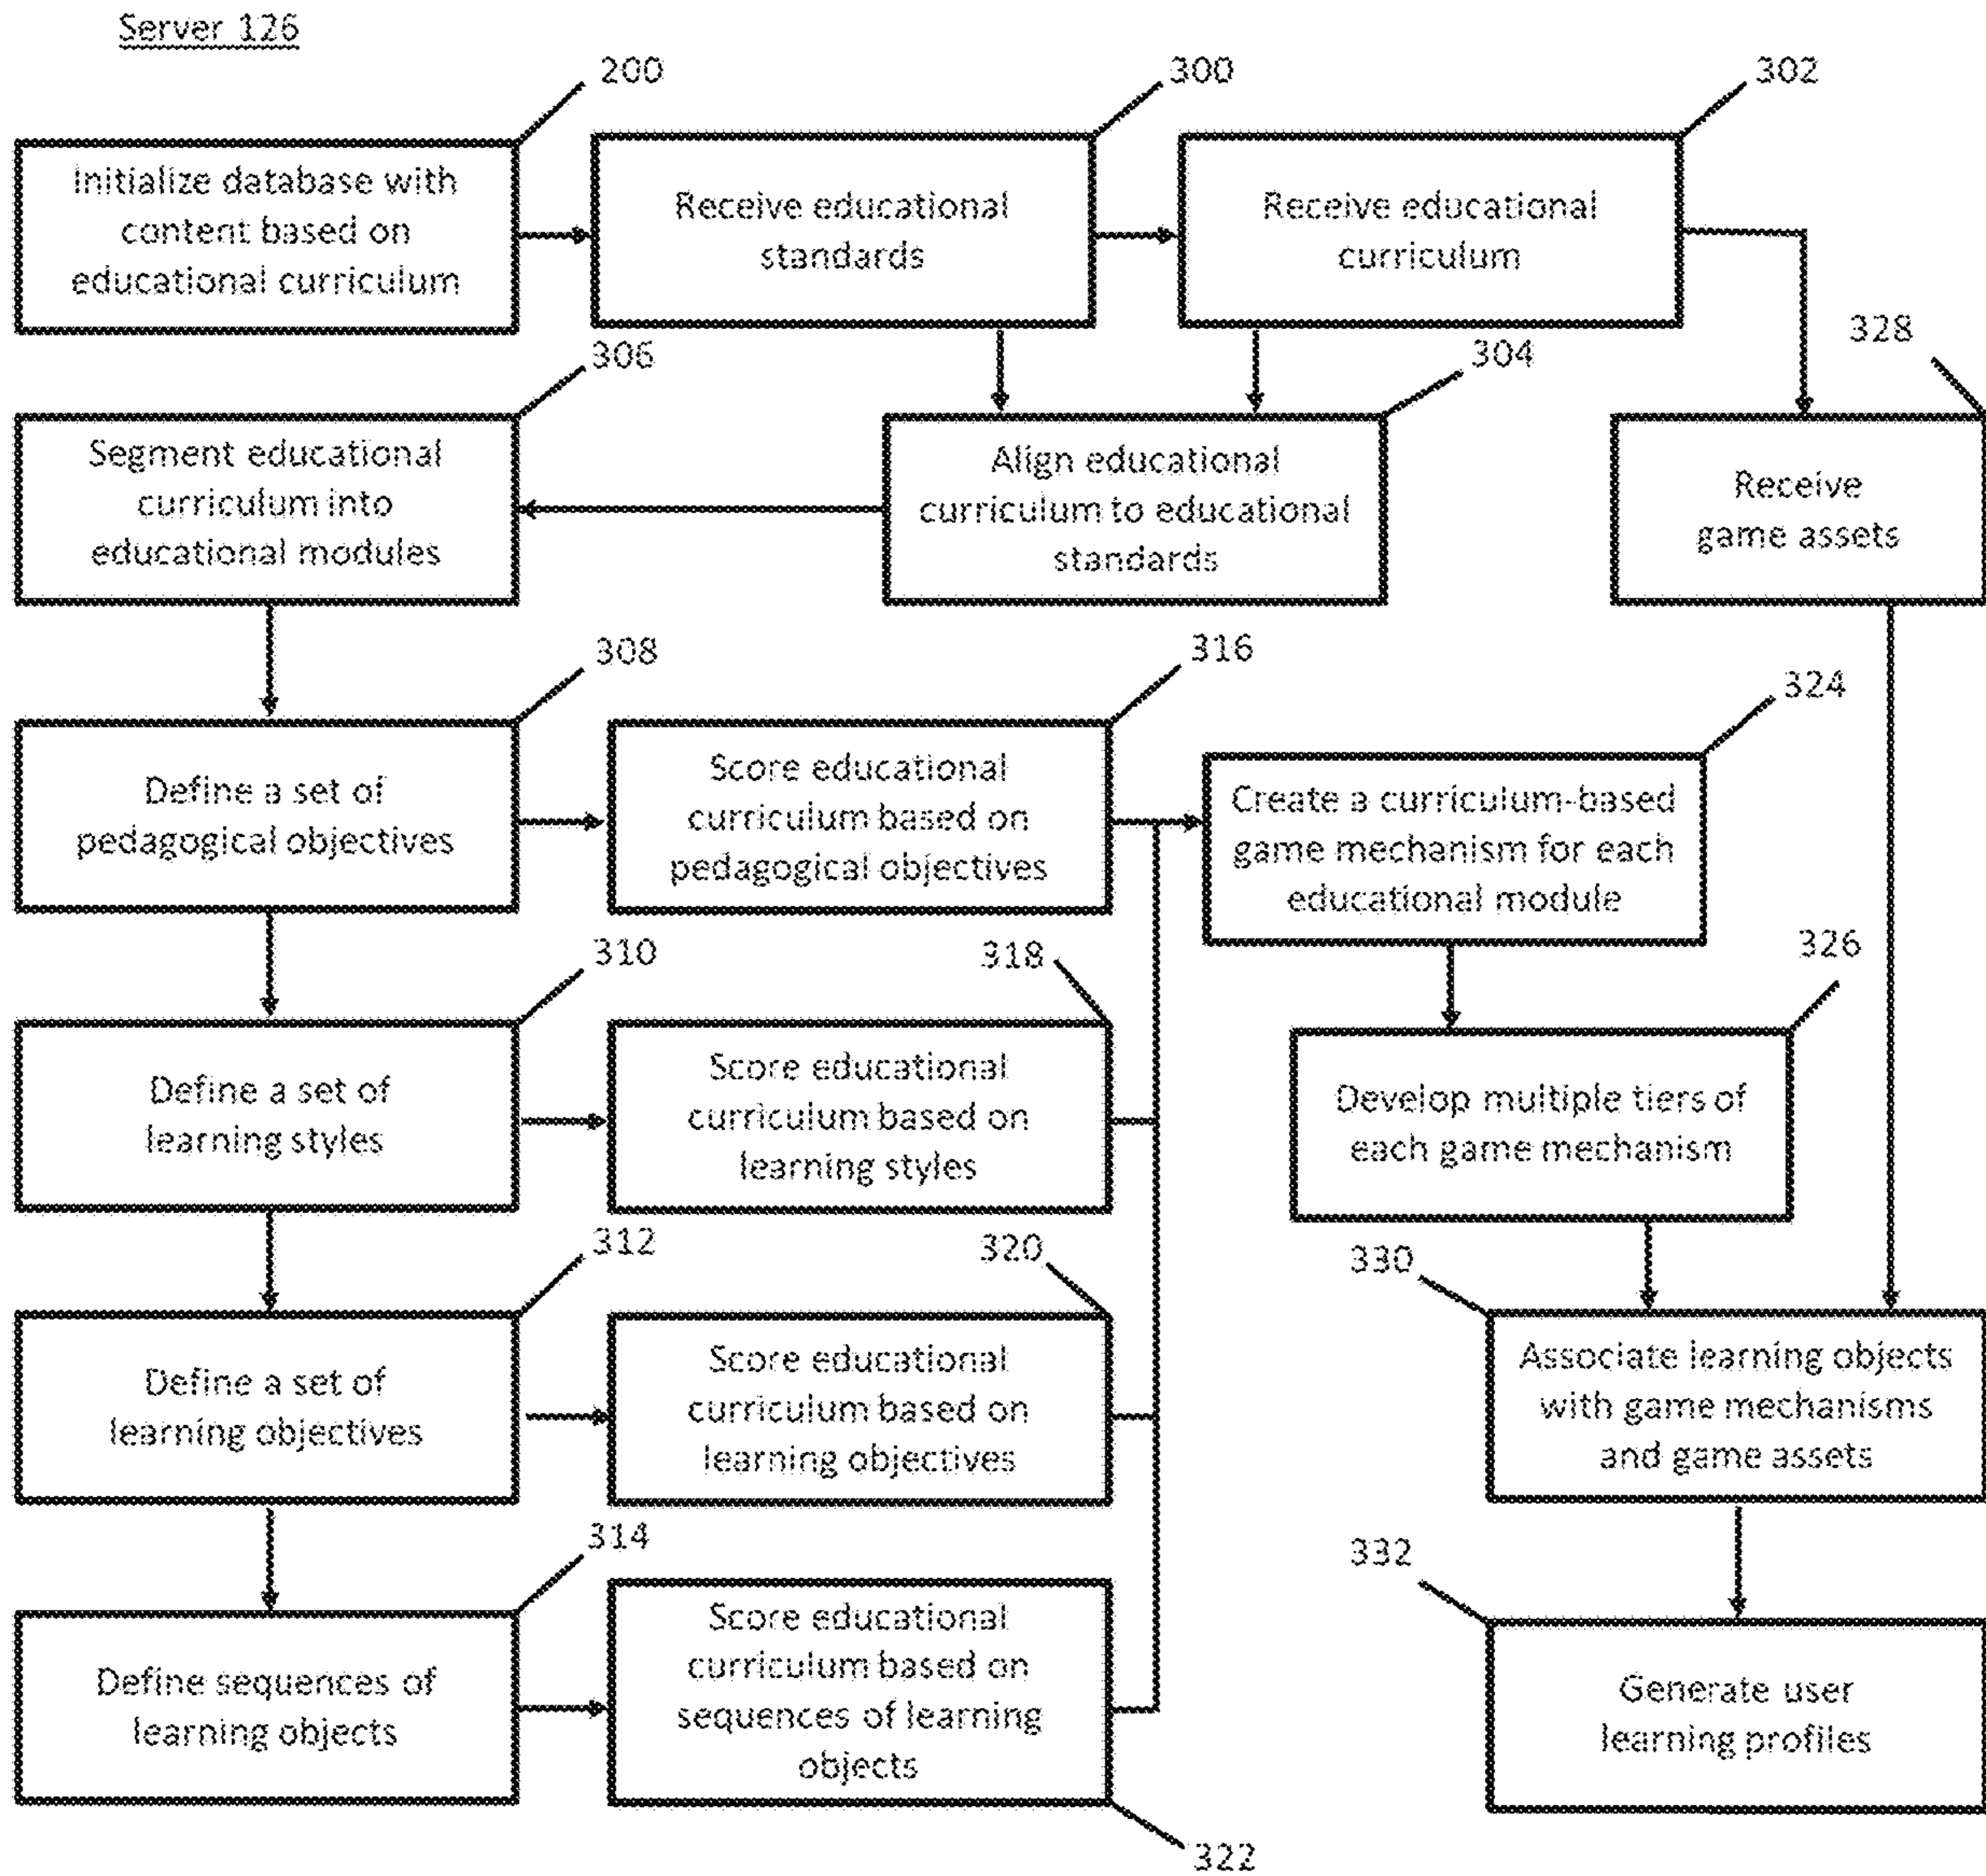 Server 126
200
300
302
Initialize database with
content based on
educational curriculum
Receive educational
standards
Receive educational
curriculum
306
304
328
Segment educational
curriculum into
educational modules
Align educational
curriculum to educational
standards
Receive
game assets
308
316
324
Define a set of
pedagogical objectives
Score educational
curriculum based on
pedagogical objectives
Create a curriculum-based
game mechanism for each
educational module
310
318
326
Define a set of
learning styles
Score educational
curriculum based on
learning styles
Develop multiple tiers of
each game mechanism
312
320
330
Define a set of
learning objectives
Score educational
curriculum based on
learning objectives
Associate learning objects
with game mechanisms
and game assets
314
332
Define sequences of
learning objects
Score educational
curriculum based on
sequences of learning
objects
Generate user
learning profiles
322